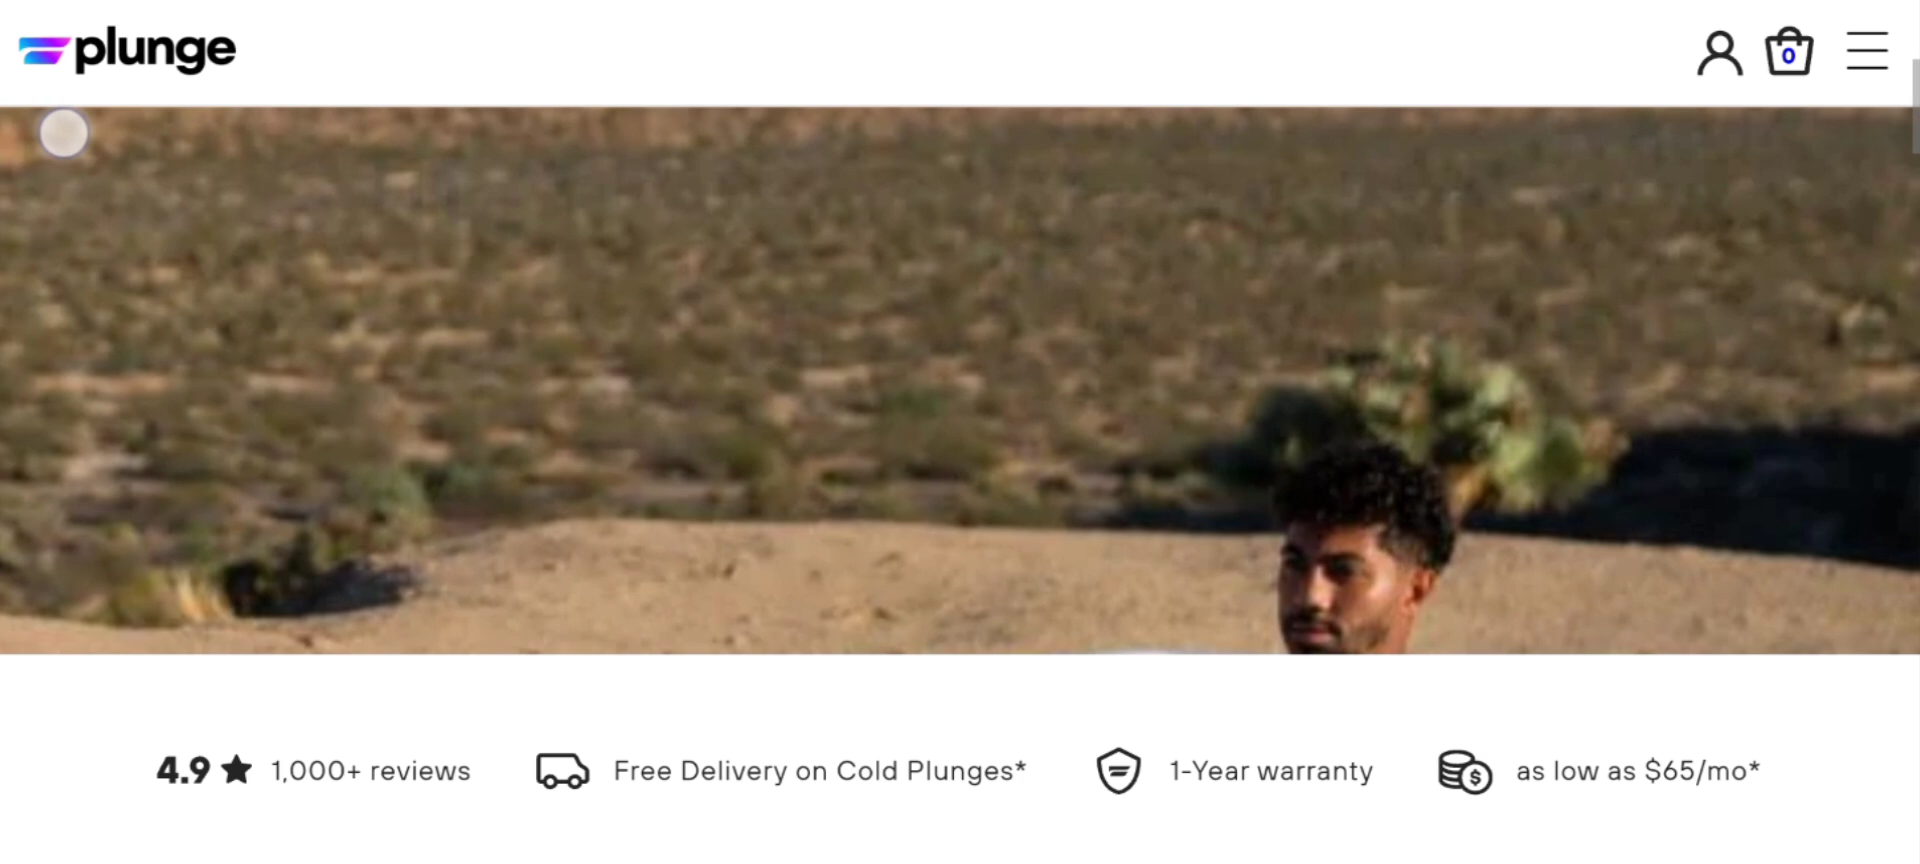 plunge
0
4.9 ★ 1,000+ reviews
Free Delivery on Cold Plunges*
1-Year warranty
as low as $65/mo*